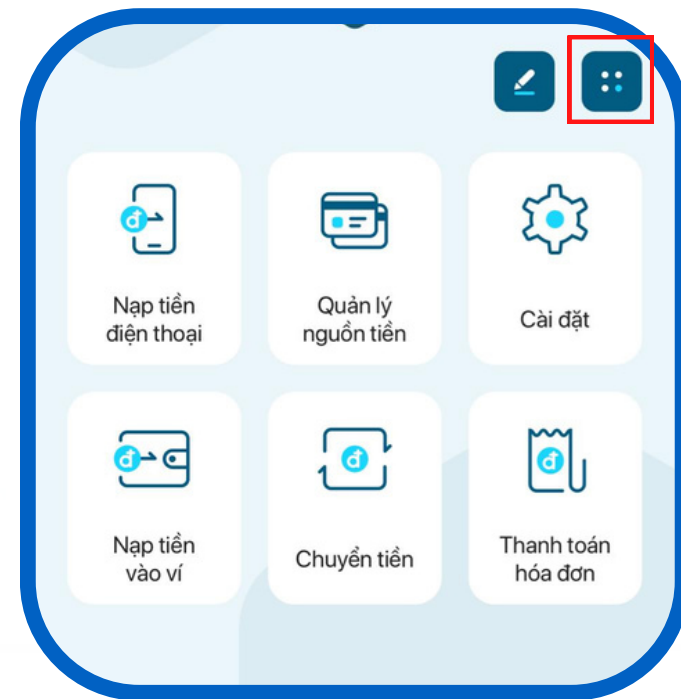 Nạp tiền
điện thoại
Quản lý
nguồn tiền
Cài đặt
Nạp tiền
vào ví
Chuyển tiền
Thanh toán
hóa đơn